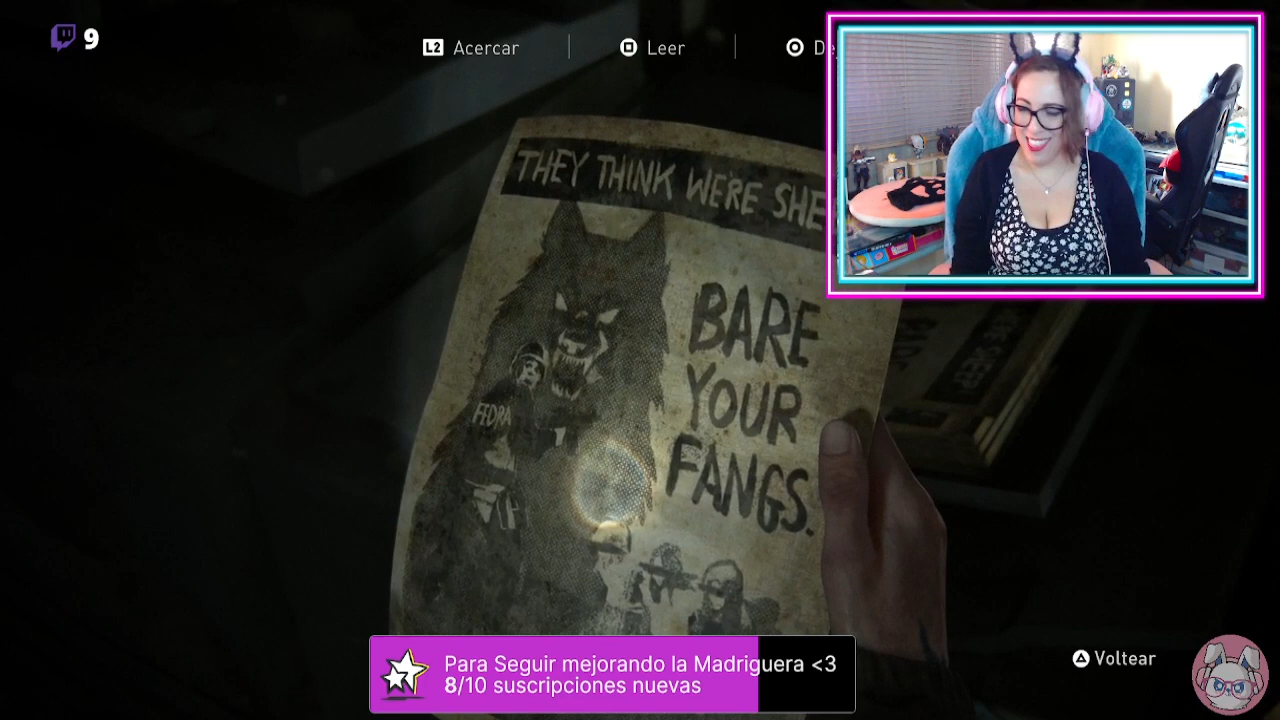 9
L2 Acercar
Leer
THEY THINK WE'RE SHE
BARE
YOUR
FANGS.
FEDRA
Para Seguir mejorando la Madriguera <3
8/10 suscripciones nuevas
Voltear